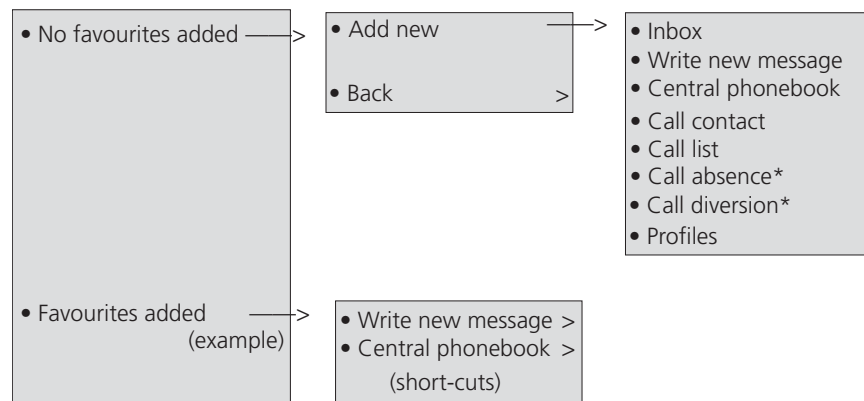 • No favourites added
• Add new
• Back >
• Inbox
• Write new message
• Central phonebook
• Call contact
• Call list
• Call absence*
• Call diversion*
• Profiles
• Favourites added
(example)
• Write new message >
• Central phonebook >
(short-cuts)